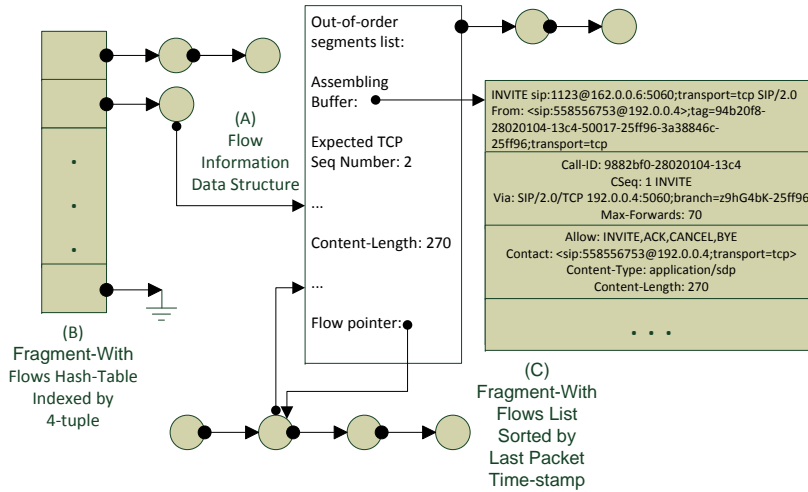 Out-of-order
segments list:
Assembling
Buffer:
Expected TCP
Seq Number: 2
...
Content-Length: 270
...
Flow pointer:
(A)
Flow
Information
Data Structure
INVITE sip:1123@162.0.0.6:5060;transport=tcp SIP/2.0
From: <sip:558556753@192.0.0.4>;tag=94b20f8-
28020104-13c4-50017-25ff96-3a38846c-
25ff96;transport=tcp
Call-ID: 9882bf0-28020104-13c4
CSeq: 1 INVITE
Via: SIP/2.0/TCP 192.0.0.4:5060;branch=z9hG4bK-25ff96
Max-Forwards: 70
Allow: INVITE,ACK,CANCEL,BYE
Contact: <sip:558556753@192.0.0.4;transport=tcp>
Content-Type: application/sdp
Content-Length: 270
. . .
(B)
Fragment-With
Flows Hash-Table
Indexed by
4-tuple
(C)
Fragment-With
Flows List
Sorted by
Last Packet
Time-stamp